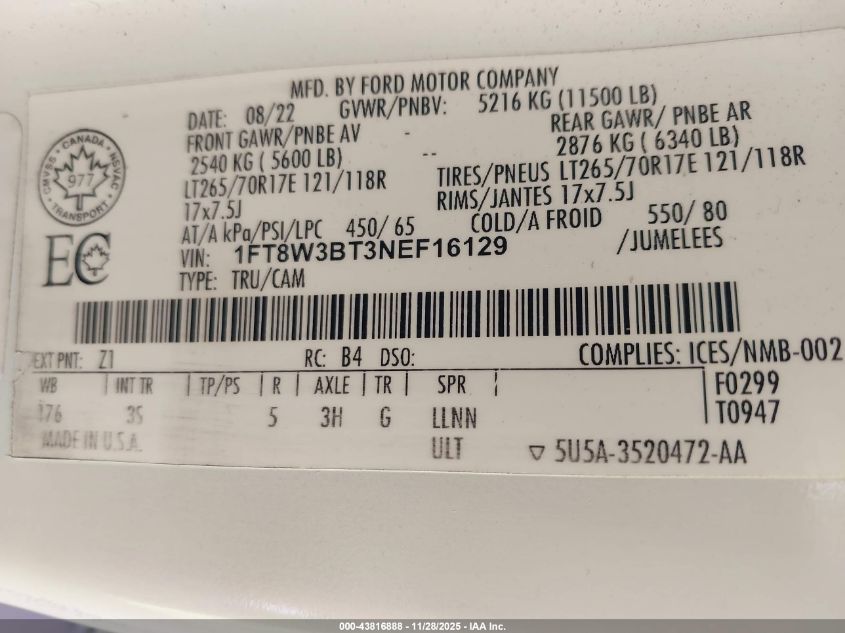 MFD. BY FORD MOTOR COMPANY
DATE: 08/22 GVWR/PNBV: 5216 KG (11500 LB)
FRONT GAWR/PNBE AV - REAR GAWR/ PNBE AR
2540 KG ( 5600 LB) -- 2876 KG ( 6340 LB)
LT265/70R17E 121/118R TIRES/PNEUS LT265/70R17E 121/118R
17x7.5J RIMS/JANTES 17x7.5J
AT/A kPa/PSI/LPC 450/ 65 COLD/A FROID 550/ 80
VIN: 1FT8W3BT3NEF16129 /JUMELEES
TYPE: TRU/CAM
CANADA
CMVSS NSVAC
977
TRANSPORT
EC
EXT PNT: Z1 RC: B4 DSO: COMPLIES: ICES/NMB-002
WB | INT TR | TP/PS | R | AXLE | TR | SPR | F0299
176 3S 5 3H G LLNN T0947
MADE IN U.S.A. ULT ▽ 5U5A-3520472-AA
000-43816888 - 11/28/2025 - IAA Inc.